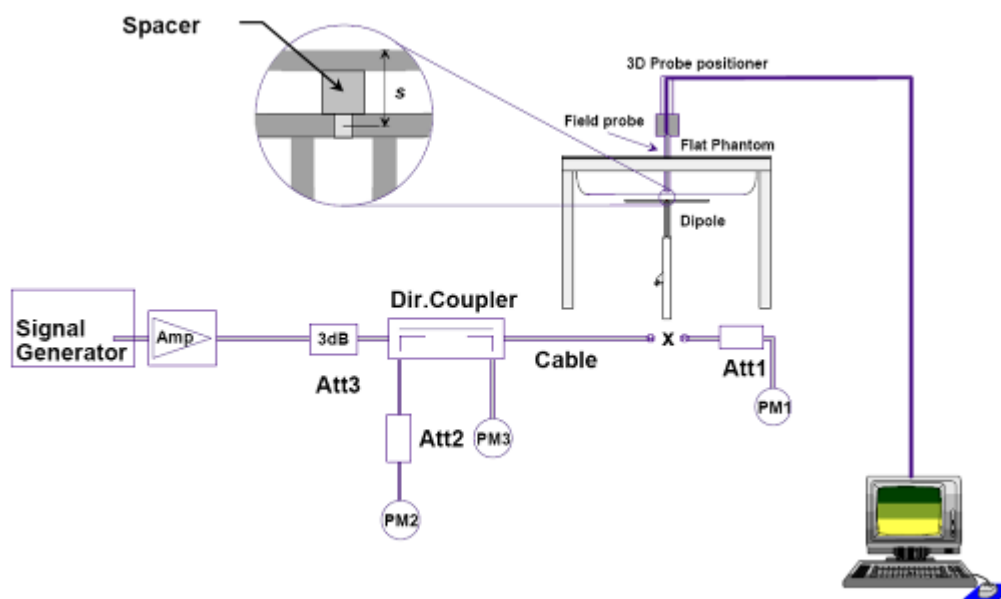 Spacer
s
3D Probe positioner
Field probe
Flat Phantom
Dipole
Signal
Generator
Amp
3dB
Att3
Dir.Coupler
Att2
PM2
PM3
Cable
x
Att1
PM1